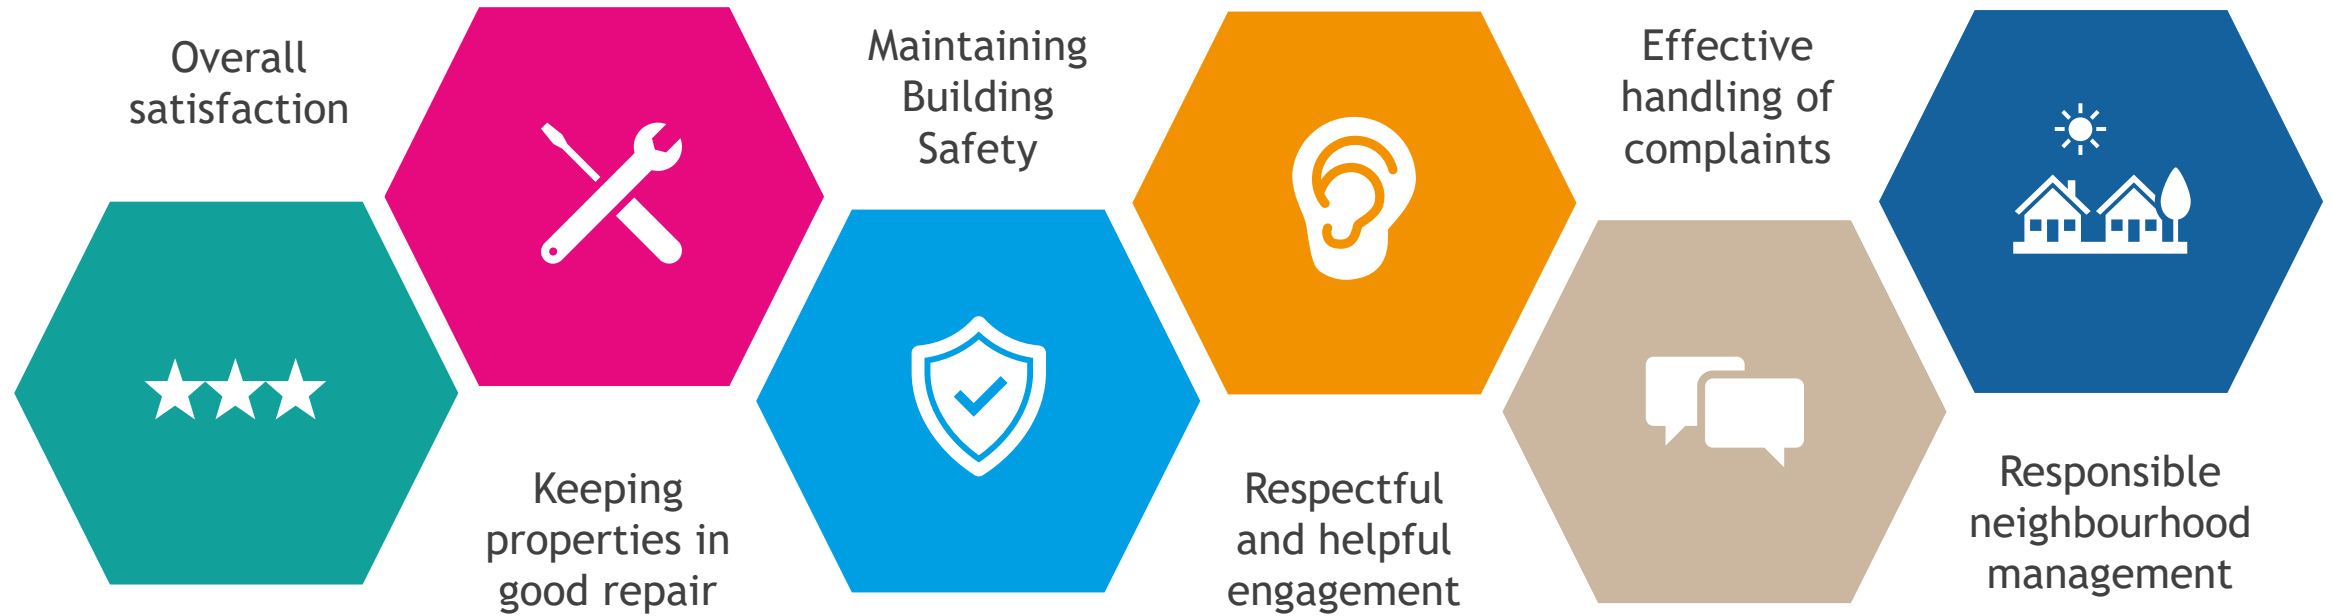 Overall
satisfaction
Keeping
properties in
good repair
Maintaining
Building
Safety
Respectful
and helpful
engagement
Effective
handling of
complaints
Responsible
neighbourhood
management